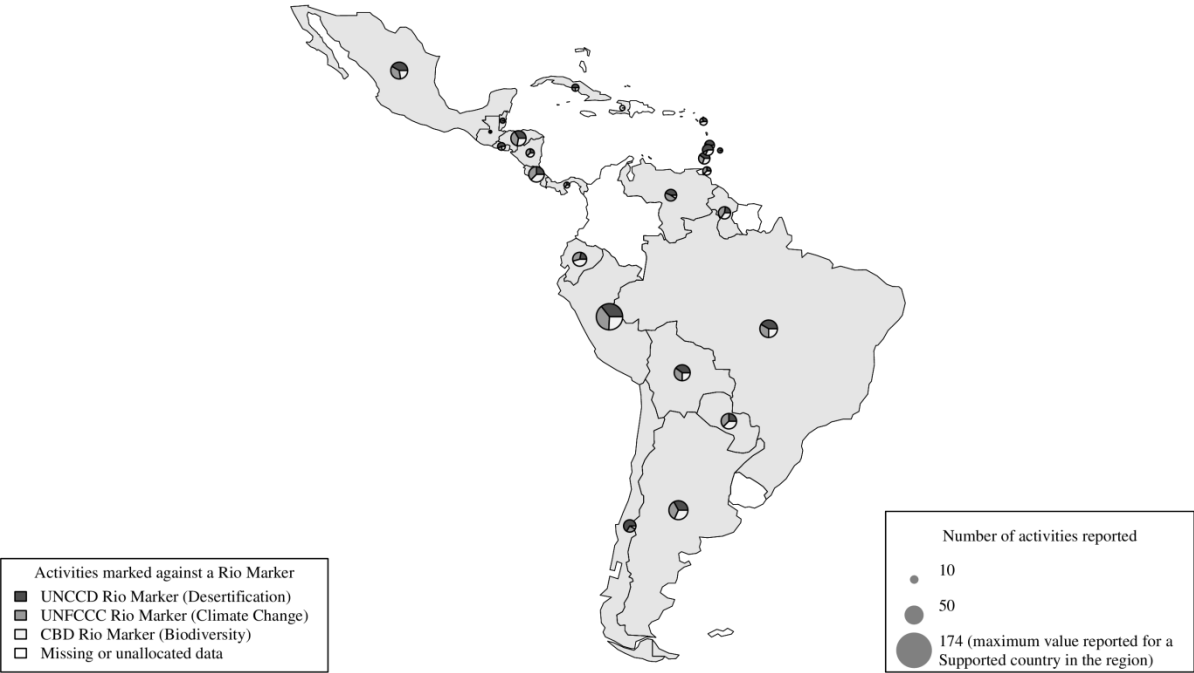 Activities marked against a Rio Marker
UNCCD Rio Marker (Desertification)
UNFCCC Rio Marker (Climate Change)
CBD Rio Marker (Biodiversity)
Missing or unallocated data
Number of activities reported
10
50
174 (maximum value reported for a
Supported country in the region)